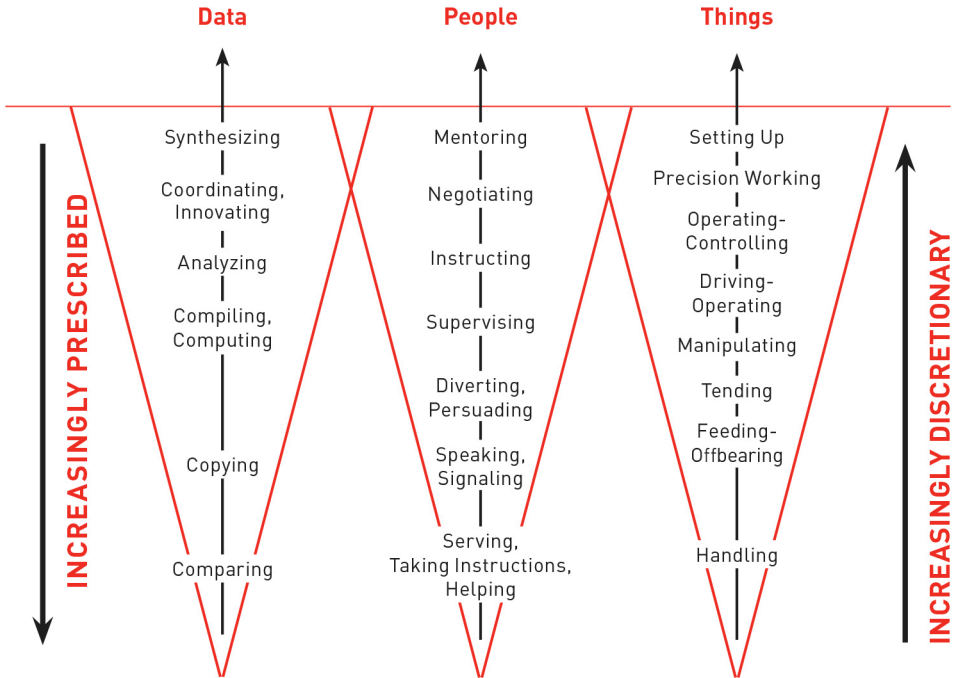 Data
People
Things
INCREASINGLY PRESCRIBED
Synthesizing
Coordinating,
Innovating
Analyzing
Compiling,
Computing
Copying
Comparing
Mentoring
Negotiating
Instructing
Supervising
Diverting,
Persuading
Speaking,
Signaling
Serving,
Taking Instructions,
Helping
Setting Up
Precision Working
Operating-
Controlling
Driving-
Operating
Manipulating
Tending
Feeding-
Offbearing
Handling
INCREASINGLY DISCRETIONARY